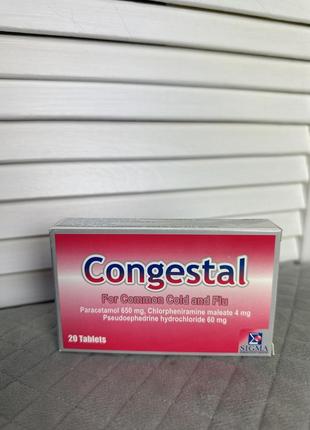 Congestal
For Common Cold and Flu
Paracetamol 650 mg, Chlorpheniramine maleate 4 mg
Pseudoephedrine hydrochloride 60 mg
20 Tablets
SIGMA